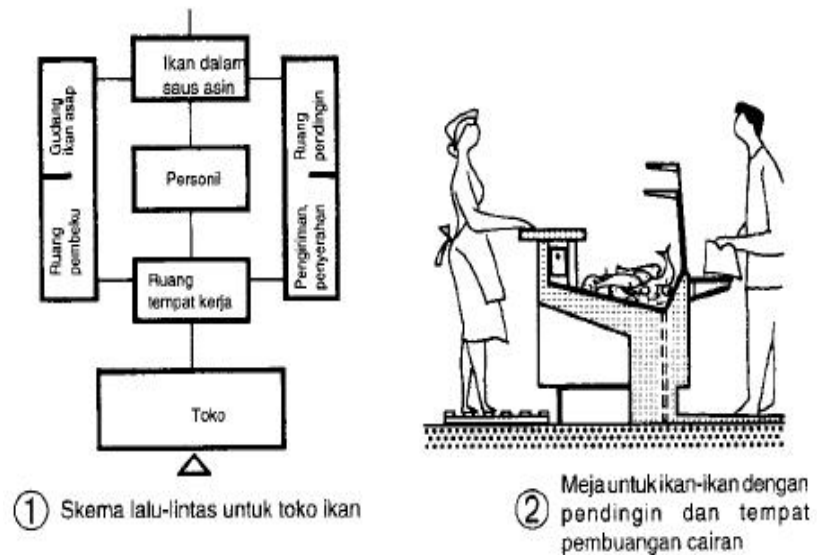 Ikan dalam
saus asin
Gudang
ikan asap
Ruang
pendingin
Personil
Ruang
pembeku
Pengiriman,
penyerahan
Ruang
tempat kerja
Toko
1 Skema lalu-lintas untuk toko ikan
2 Meja untuk ikan-ikan dengan
pendingin dan tempat
pembuangan cairan